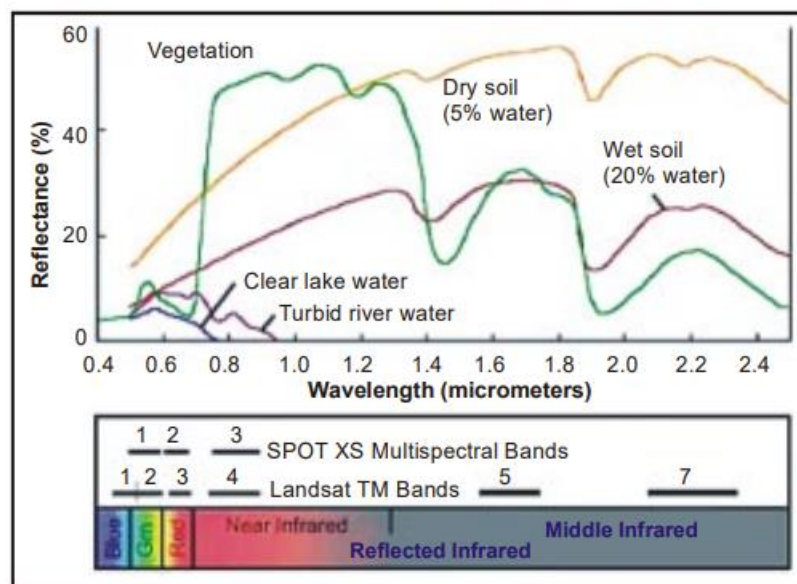 60
Vegetation
Dry soil
(5% water)
40
Wet soil
(20% water)
Reflectance (%)
20
Clear lake water
Turbid river water
0
0.4 0.6 0.8 1.0 1.2 1.4 1.6 1.8 2.0 2.2 2.4
Wavelength (micrometers)
1 2 3
SPOT XS Multispectral Bands
1 2 3 4 Landsat TM Bands 5 7
Blue Grn Red Near Infrared Middle Infrared
Reflected Infrared